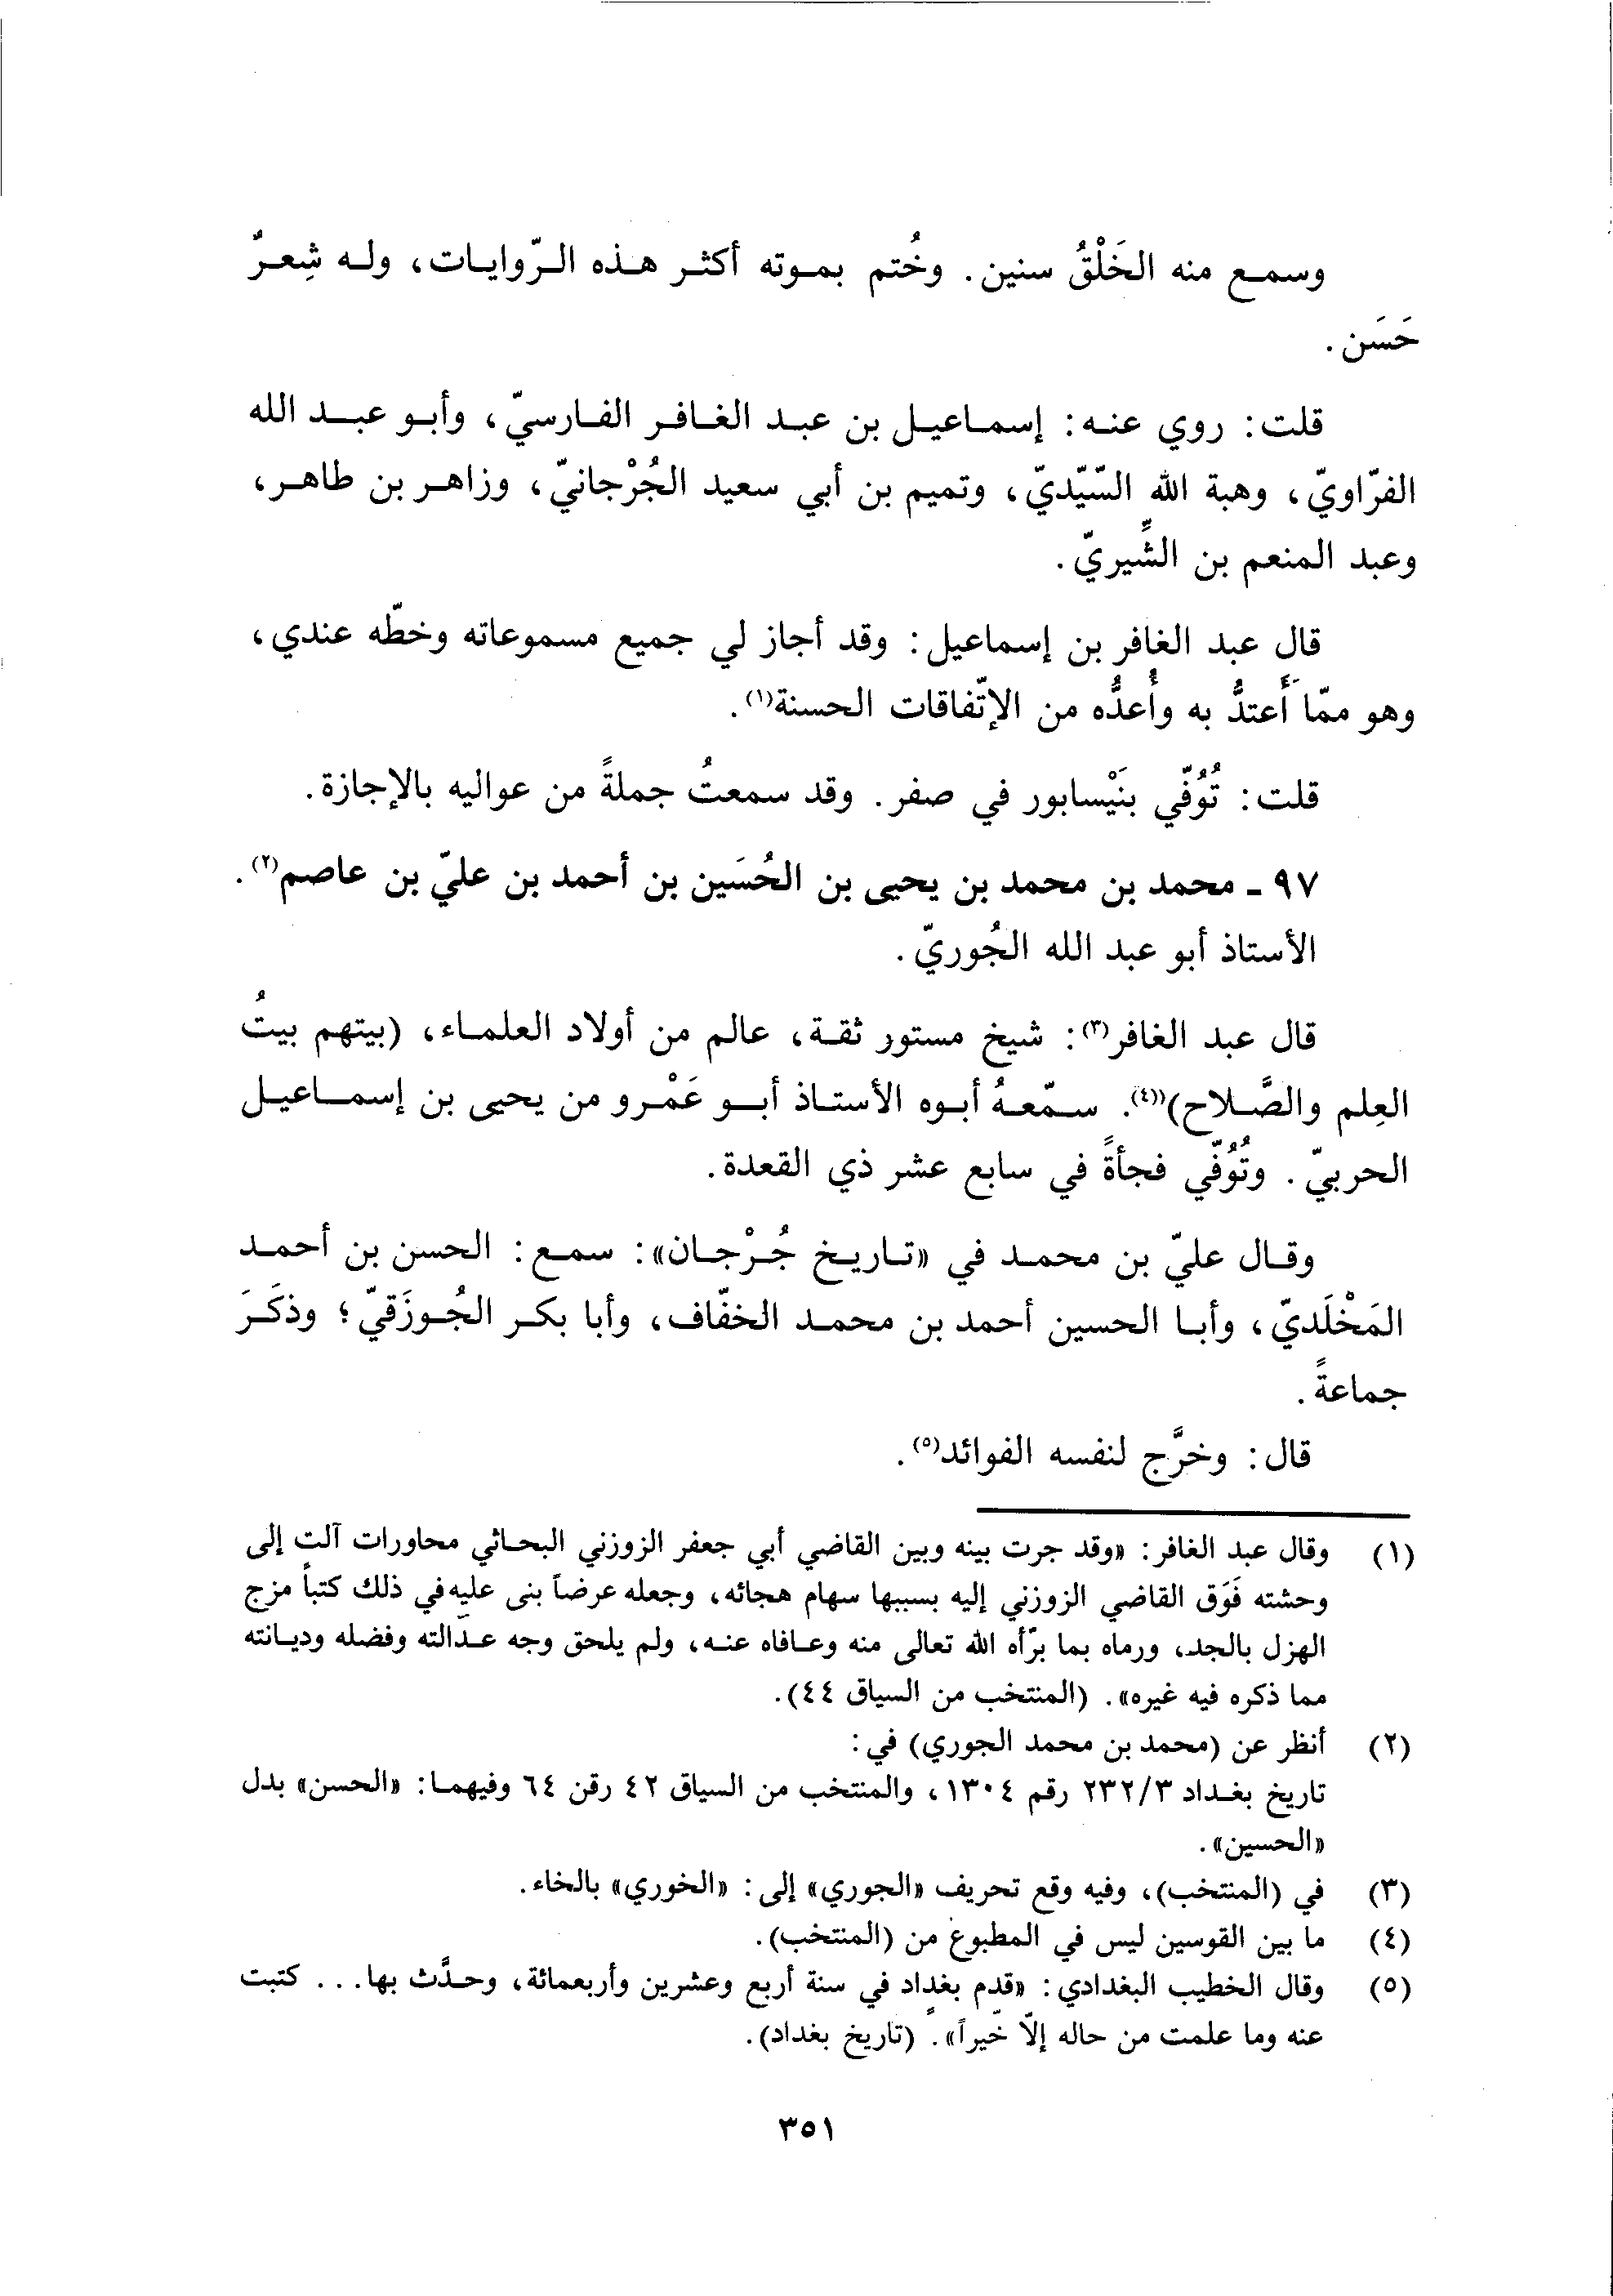 وسمع منه الخَلْقُ سنين. وخُتم بموته أكثر هذه الرّوايات، وله شِعرٌ
حَسَن.
قلت: روي عنه: إسماعيل بن عبد الغافر الفارسيّ، وأبو عبد الله
الفرّاويّ، وهبة الله السّيّديّ، وتميم بن أبي سعيد الجُرْجانيّ، وزاهر بن طاهر،
وعبد المنعم بن الشِّيريّ.
قال عبد الغافر بن إسماعيل: وقد أجاز لي جميع مسموعاته وخطّه عندي،
وهو ممّا أَعتدُّ به وأُعدُّه من الإتّفاقات الحسنة(١).
قلت: تُوُفّي بنَيْسابور في صفر. وقد سمعتُ جملةً من عواليه بالإجازة.
٩٧ ـ محمد بن محمد بن يحيى بن الحُسَين بن أحمد بن عليّ بن عاصم(٢).
الأستاذ أبو عبد الله الجُوريّ.
قال عبد الغافر(٣): شيخ مستور ثقة، عالم من أولاد العلماء، (بيتهم بيتُ
العِلم والصَّلاح)(٤). سمّعهُ أبوه الأستاذ أبو عَمْرو من يحيى بن إسماعيل
الحربيّ. وتُوُفّي فجأةً في سابع عشر ذي القعدة.
وقال عليّ بن محمد في «تاريخ جُرْجان»: سمع: الحسن بن أحمد
المَخْلَديّ، وأبا الحسين أحمد بن محمد الخفّاف، وأبا بكر الجُوزَقيّ؛ وذكَرَ
جماعةً.
قال: وخرَّج لنفسه الفوائد(٥).
(١) وقال عبد الغافر: «وقد جرت بينه وبين القاضي أبي جعفر الزوزني البحاثي محاورات آلت إلى
وحشته فَوَق القاضي الزوزني إليه بسببها سهام هجائه، وجعله عرضاً بنى عليه في ذلك كتباً مزج
الهزل بالجد، ورماه بما برّأه الله تعالى منه وعافاه عنه، ولم يلحق وجه عدالته وفضله وديانته
مما ذكره فيه غيره». (المنتخب من السياق ٤٤).
(٢) أنظر عن (محمد بن محمد الجوري) في:
تاريخ بغداد ٢٣٢/٣ رقم ١٣٠٤، والمنتخب من السياق ٤٢ رقن ٦٤ وفيهما: «الحسن» بدل
«الحسين».
(٣) في (المنتخب)، وفيه وقع تحريف «الجوري» إلى: «الخوري» بالخاء.
(٤) ما بين القوسين ليس في المطبوع من (المنتخب).
(٥) وقال الخطيب البغدادي: «قدم بغداد في سنة أربع وعشرين وأربعمائة، وحدَّث بها... كتبت
عنه وما علمت من حاله إلّا خيراً». (تاريخ بغداد).
٣٥١